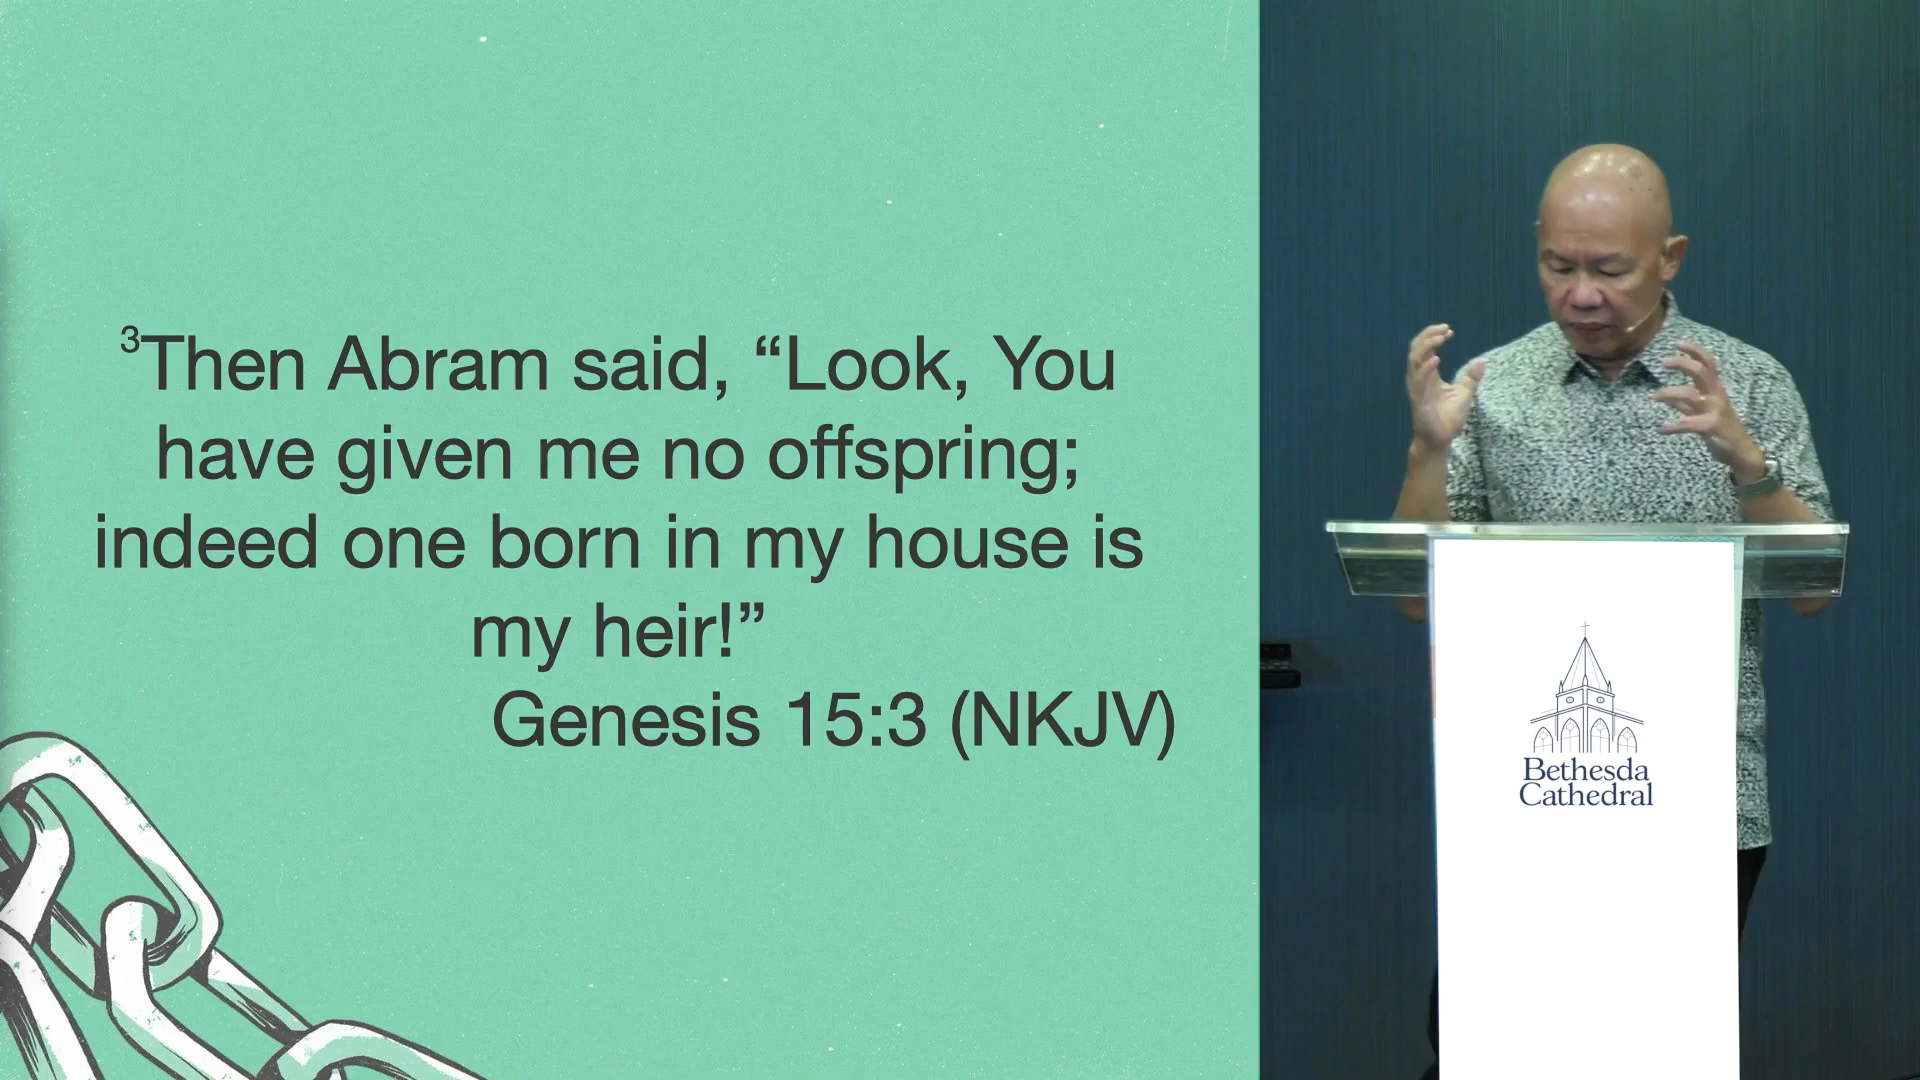 ³Then Abram said, “Look, You
have given me no offspring;
indeed one born in my house is
my heir!”
Genesis 15:3 (NKJV)
Bethesda
Cathedral